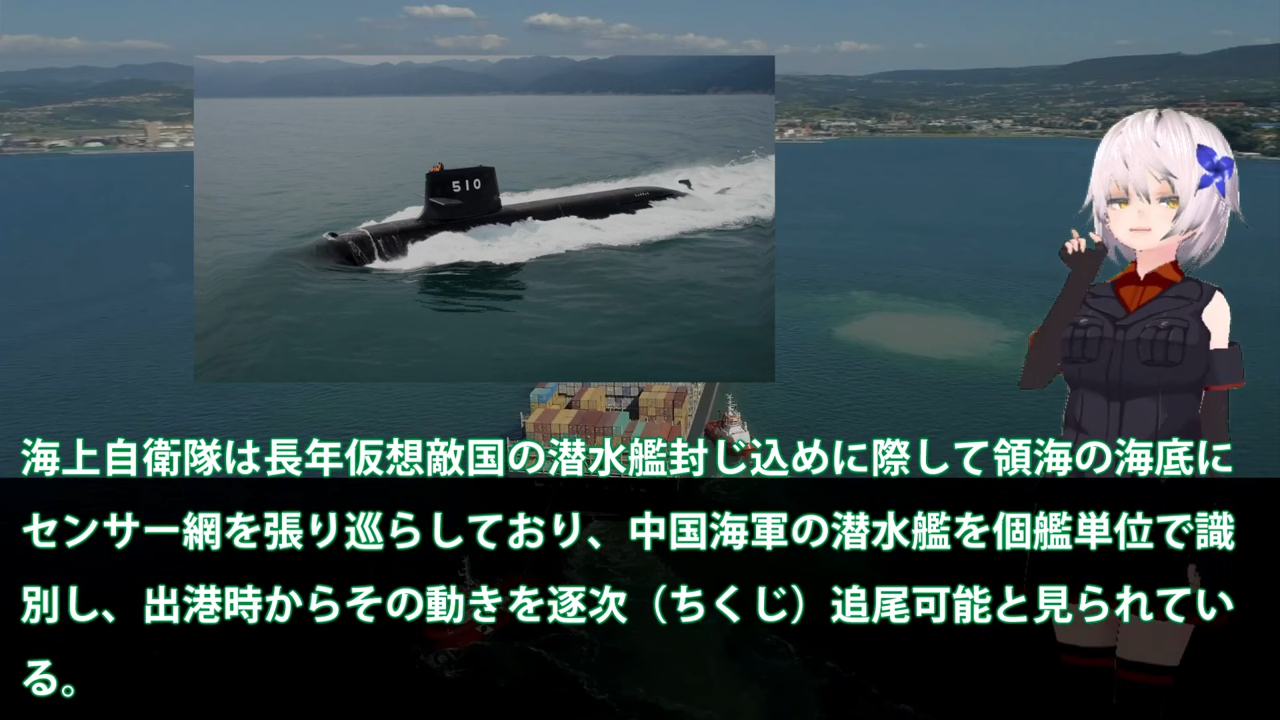 510
海上自衛隊は長年仮想敵国の潜水艦封じ込めに際して領海の海底に
センサー網を張り巡らしており、中国海軍の潜水艦を個艦単位で識
別し、出港時からその動きを逐次（ちくじ）追尾可能と見られてい
る。